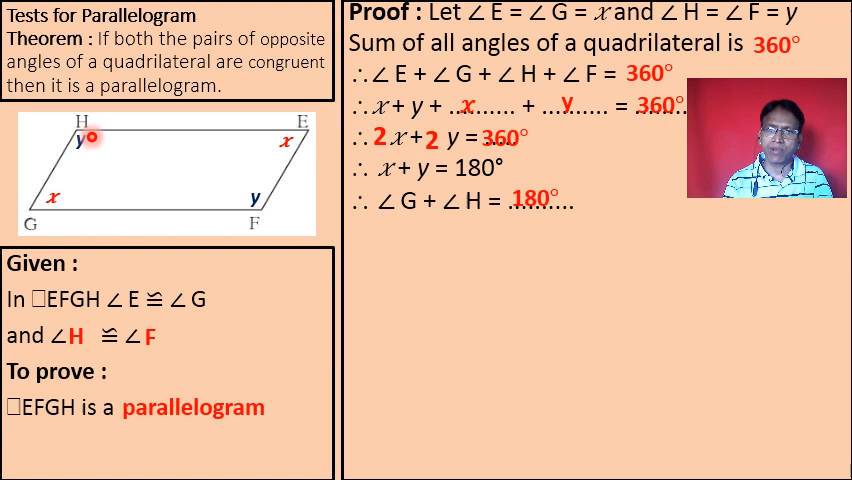 Tests for Parallelogram
Theorem : If both the pairs of opposite
angles of a quadrilateral are congruent
then it is a parallelogram.
H E
y x
x y
G F
Given :
In □EFGH ∠ E ≌ ∠ G
and ∠H ≌ ∠ F
To prove :
□EFGH is a parallelogram
Proof : Let ∠ E = ∠ G = x and ∠ H = ∠ F = y
Sum of all angles of a quadrilateral is 360°
∴ ∠ E + ∠ G + ∠ H + ∠ F = 360°
∴ x + y + ...x....... + ....y...... = 360°
∴ 2 x + 2 y = 360°
∴ x + y = 180°
∴ ∠ G + ∠ H = 180°